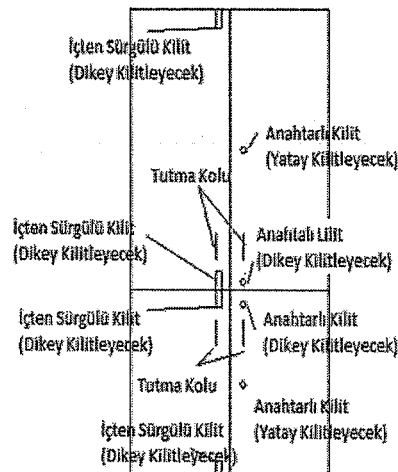 İçten Sürgülü Kilit
(Dikey Kilitleyecek)
Anahtarlı Kilit
(Yatay Kilitleyecek)
Tutma Kolu
İçten Sürgülü Kilit
(Dikey Kilitleyecek)
Anafıtalı Lilit
(Dikey Kilitleyecek)
İçten Sürgülü Kilit
(Dikey Kilitleyecek)
Anahtarlı Kilit
(Dikey Kilitleyecek)
Tutma Kolu
Anahtarlı Kilit
(Yatay Kilitleyecek)
İçten Sürgülü Kilit
(Dikey Kilitleyecek)